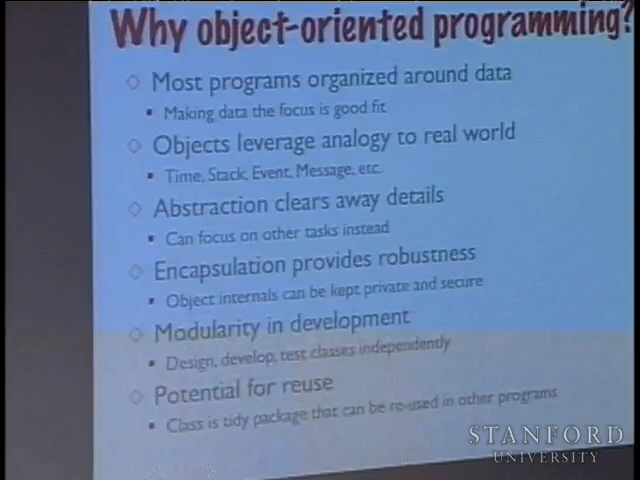 Why object-oriented programming?
Most programs organized around data
Making data the focus is good fit
Objects leverage analogy to real world
Time, Stack, Event, Message, etc.
Abstraction clears away details
Can focus on other tasks instead
Encapsulation provides robustness
Object internals can be kept private and secure
Modularity in development
Design, develop, test classes independently
Potential for reuse
Class is tidy package that can be re-used in other programs
STANFORD
UNIVERSITY